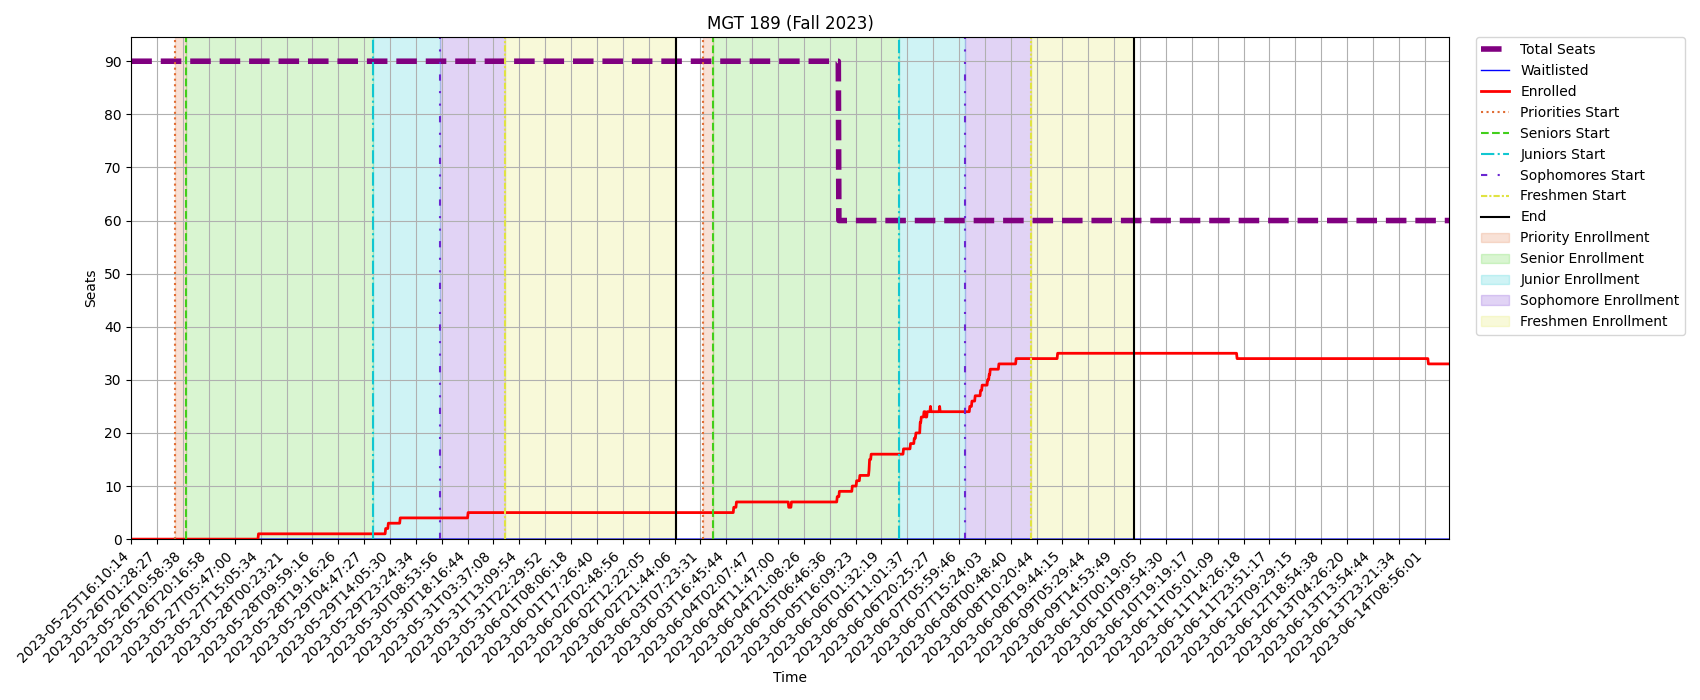 MGT 189 (Fall 2023)
Seats
90
80
70
60
50
40
30
20
10
0
2023-05-25T16:10:14
2023-05-26T01:28:27
2023-05-26T10:58:38
2023-05-26T20:16:58
2023-05-27T05:47:00
2023-05-27T15:05:34
2023-05-28T00:23:21
2023-05-28T09:59:16
2023-05-28T19:16:26
2023-05-29T04:47:27
2023-05-29T14:05:30
2023-05-29T23:24:34
2023-05-30T08:53:56
2023-05-30T18:16:44
2023-05-31T03:37:08
2023-05-31T13:09:54
2023-05-31T22:29:52
2023-06-01T08:06:18
2023-06-01T17:26:40
2023-06-02T02:48:56
2023-06-02T12:22:05
2023-06-02T21:44:06
2023-06-03T07:23:31
2023-06-03T16:45:44
2023-06-04T02:07:47
2023-06-04T11:47:00
2023-06-04T21:08:26
2023-06-05T06:46:36
2023-06-05T16:09:23
2023-06-06T01:32:19
2023-06-06T11:01:37
2023-06-06T20:25:27
2023-06-07T05:59:46
2023-06-07T15:24:03
2023-06-08T00:48:40
2023-06-08T10:20:44
2023-06-08T19:44:15
2023-06-09T05:29:44
2023-06-09T14:53:49
2023-06-10T00:19:05
2023-06-10T09:54:30
2023-06-10T19:19:17
2023-06-11T05:01:09
2023-06-11T14:26:18
2023-06-11T23:51:17
2023-06-12T09:29:15
2023-06-12T18:54:38
2023-06-13T04:26:20
2023-06-13T13:54:44
2023-06-13T23:21:34
2023-06-14T08:56:01
Time
Total Seats
Waitlisted
Enrolled
Priorities Start
Seniors Start
Juniors Start
Sophomores Start
Freshmen Start
End
Priority Enrollment
Senior Enrollment
Junior Enrollment
Sophomore Enrollment
Freshmen Enrollment